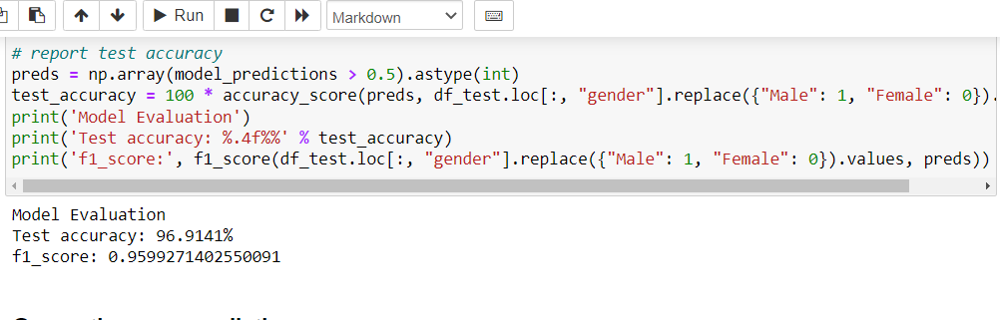 Run
Markdown
# report test accuracy
preds = np.array(model_predictions > 0.5).astype(int)
test_accuracy = 100 * accuracy_score(preds, df_test.loc[:, "gender"].replace({"Male": 1, "Female": 0}).
print('Model Evaluation')
print('Test accuracy: %.4f%%' % test_accuracy)
print('f1_score:', f1_score(df_test.loc[:, "gender"].replace({"Male": 1, "Female": 0}).values, preds))
Model Evaluation
Test accuracy: 96.9141%
f1_score: 0.9599271402550091